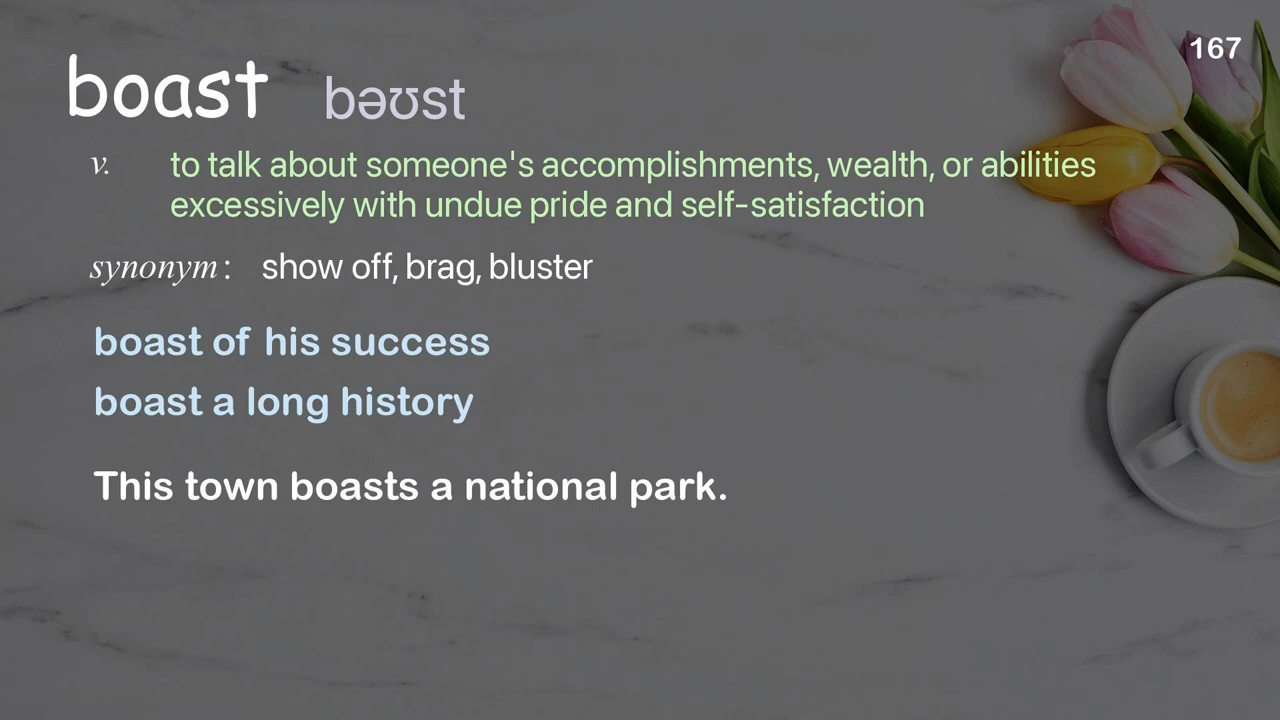 167
boast bəʊst
v. to talk about someone's accomplishments, wealth, or abilities
excessively with undue pride and self-satisfaction
synonym: show off, brag, bluster
boast of his success
boast a long history
This town boasts a national park.